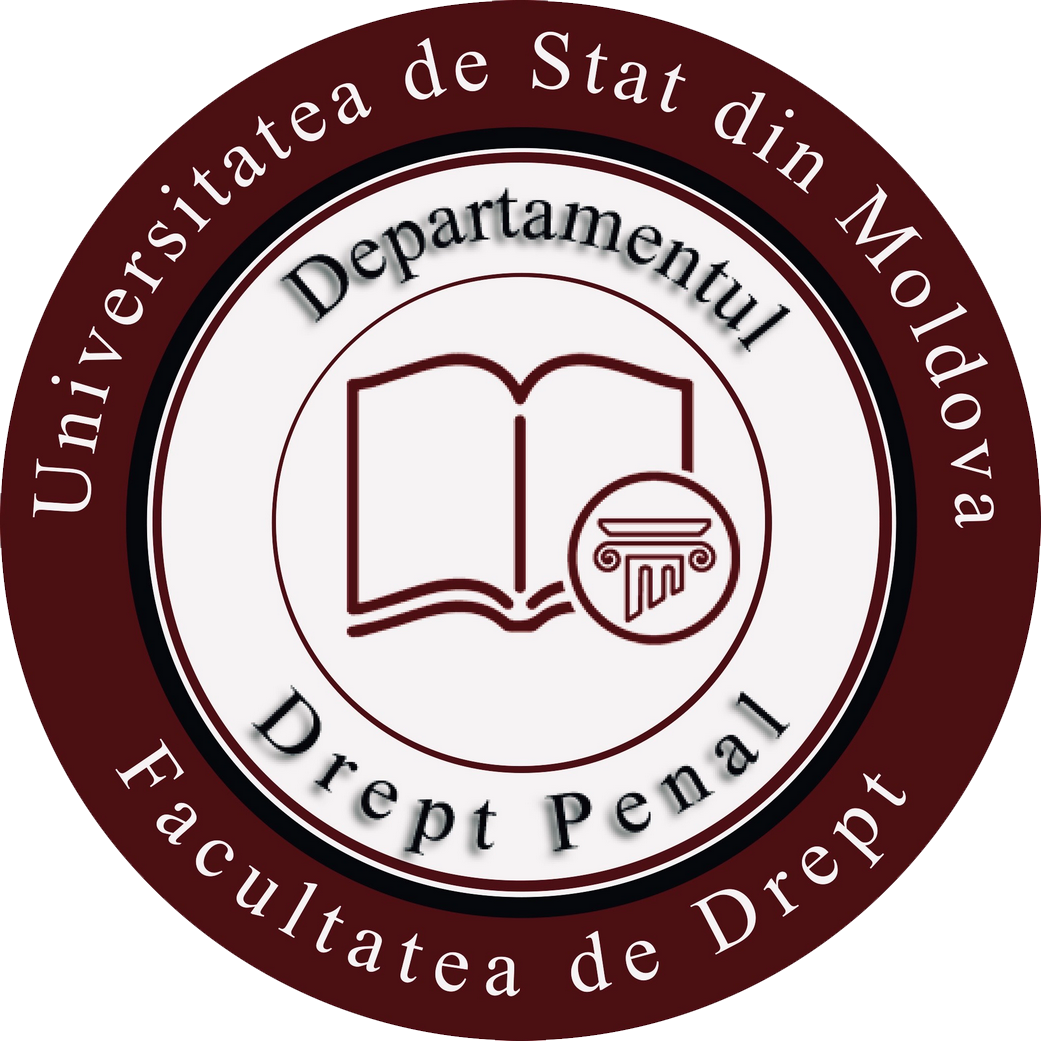 Universitatea de Stat din Moldova
Departamentul
Drept Penal
Facultatea de Drept